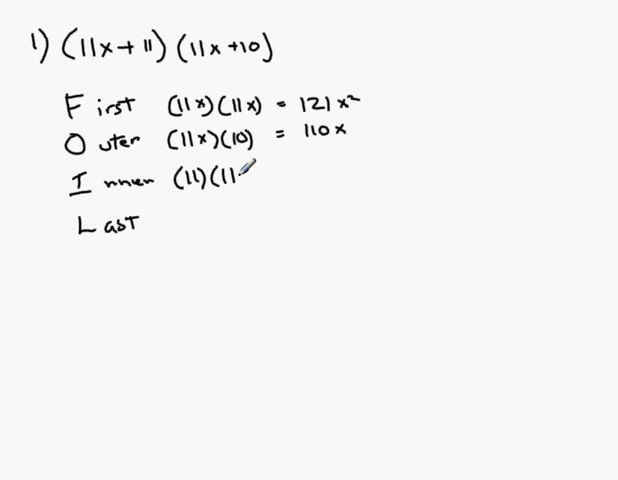 1) (11x + 11) (11x +10)
First (11x)(11x) = 121x²
Outer (11x)(10) = 110x
Inner (11)(11
Last